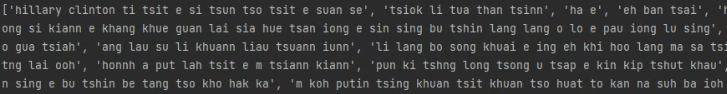 ['hillary clinton ti tsit e si tsun tso tsit e suan se', 'tsiok li tua than tsinn', 'ha e', 'eh ban tsai', 'h
ong si kiann e khang khue guan lai sia hue tsan iong e sin sing bu tshin lang lang o lo e pau iong lu sing',
o gua tsiah', 'ang lau su li khuann liau tsuann iunn', 'li lang bo song khuai e ing eh khi hoo lang ma sa tsi
tng lai ooh', 'honnh a put lah tsit e m tsiann kiann', 'pun ki tshng long tsong u tsap e kin kip tshut khau',
n sing e bu tshin be tang tso kho hak ka', 'm koh putin tsing khuan tsit khuan tso huat to kan na suh ba ioh